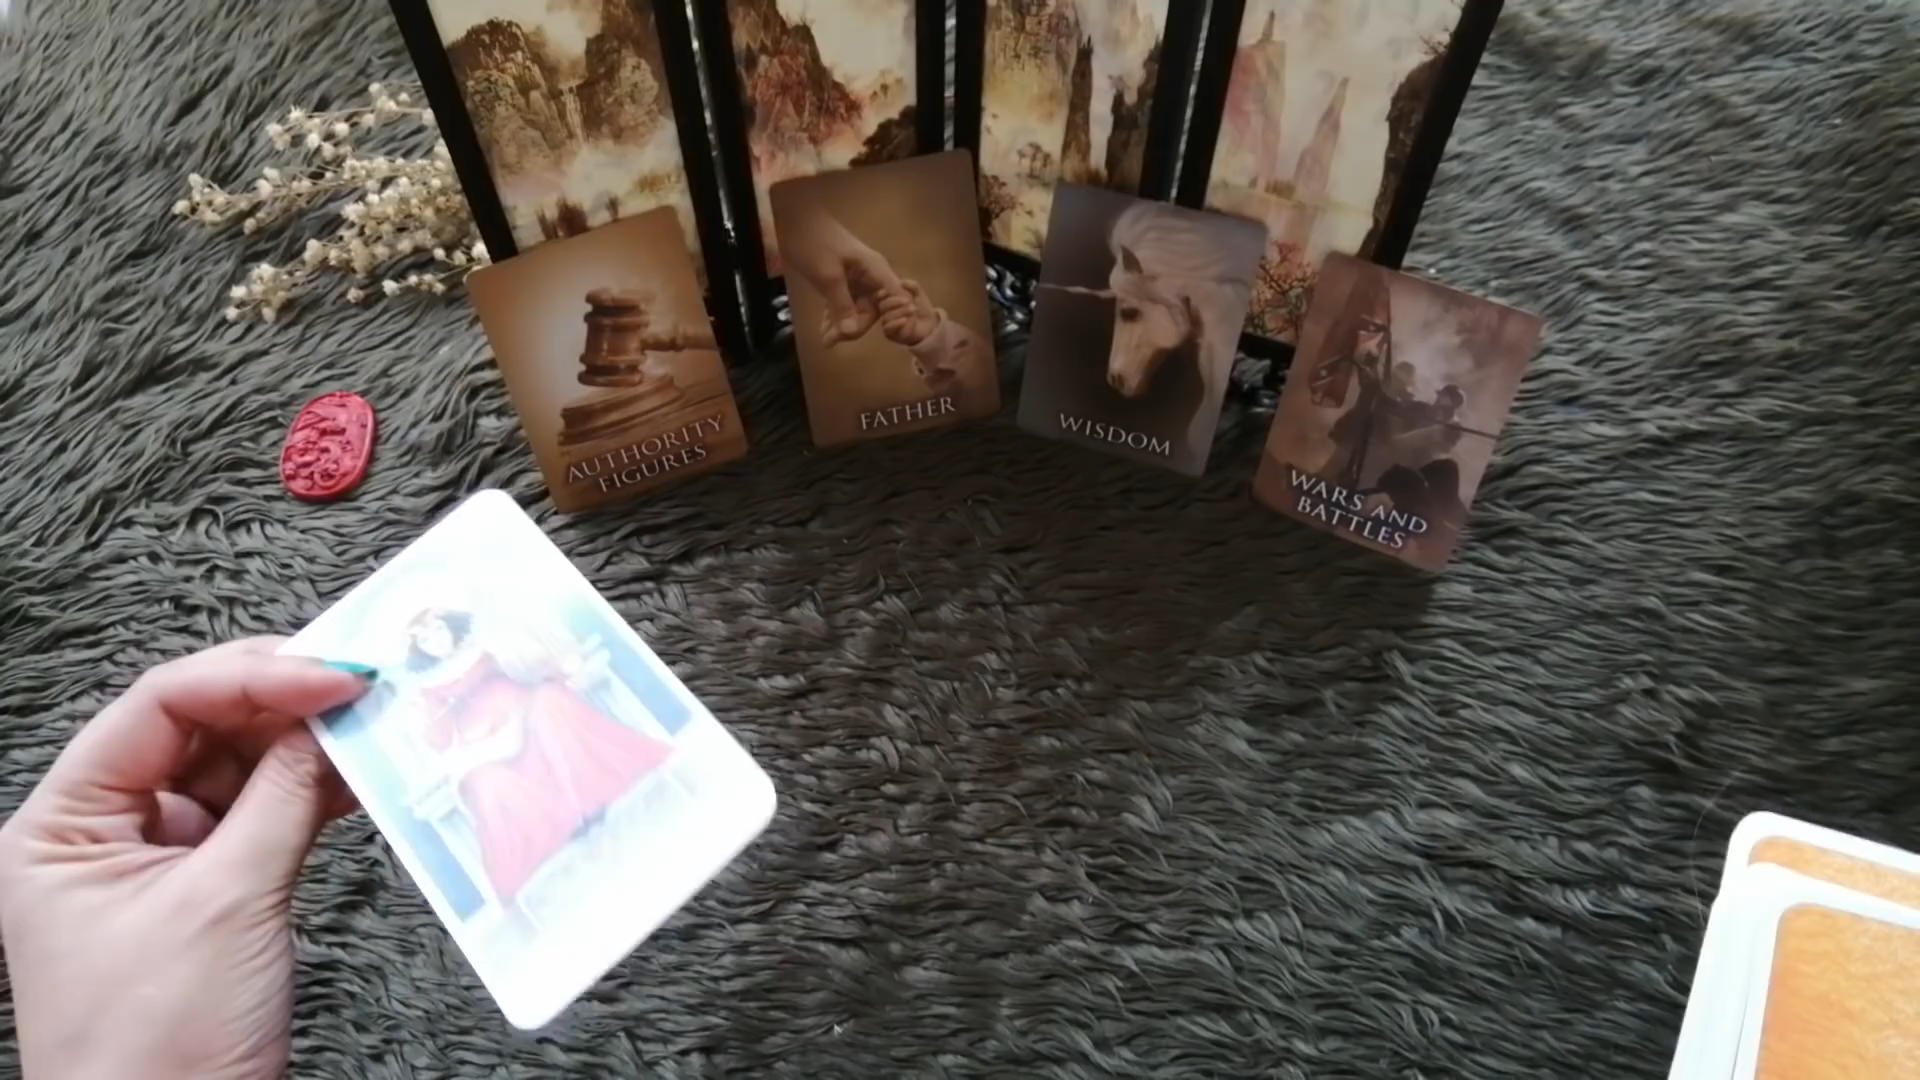 AUTHORITY
FIGURES
FATHER
WISDOM
WARS AND
BATTLES